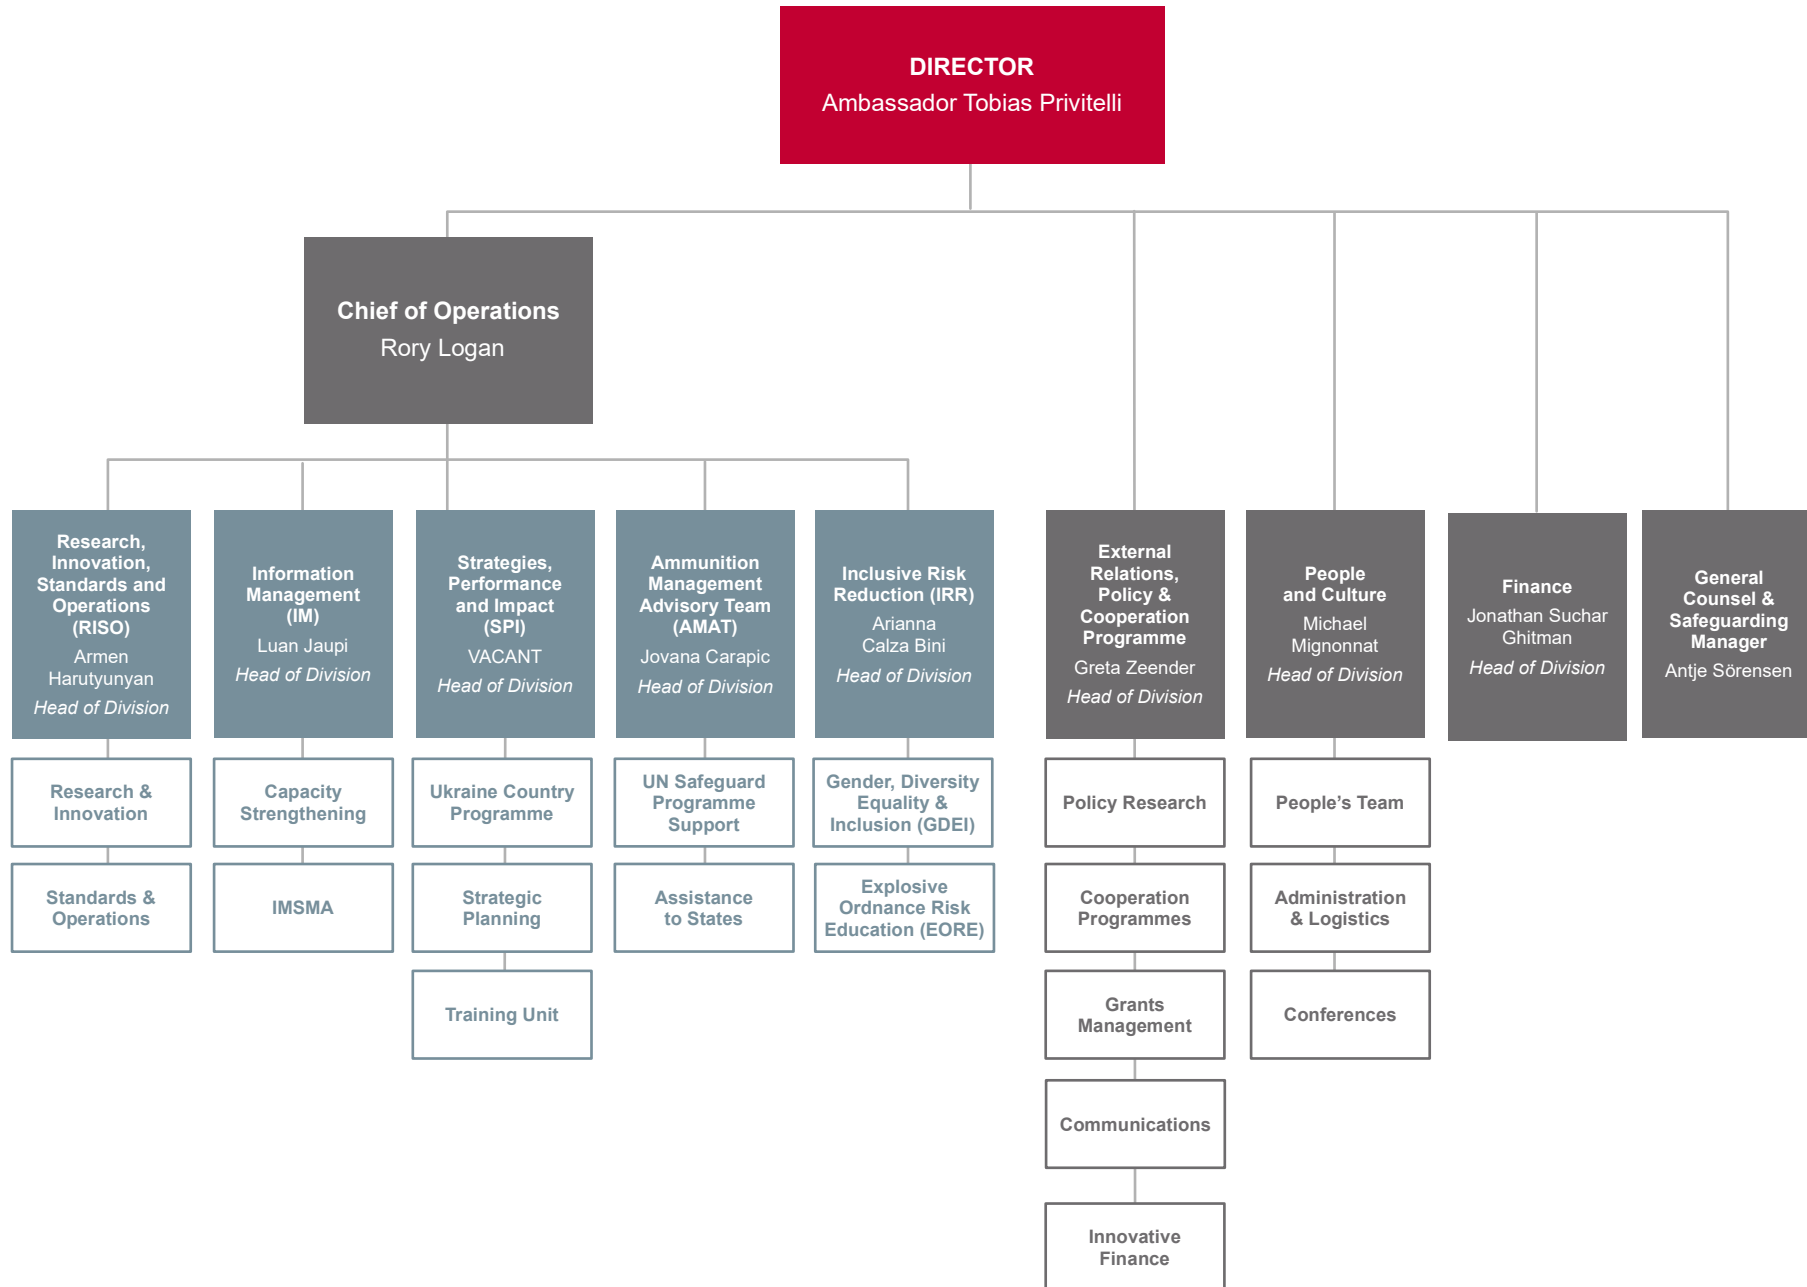 DIRECTOR
Ambassador Tobias Privitelli
Chief of Operations
Rory Logan
Research,
Innovation,
Standards and
Operations
(RISO)
Armen
Harutyunyan
Head of Division
Information
Management
(IM)
Luan Jaupi
Head of Division
Strategies,
Performance
and Impact
(SPI)
VACANT
Head of Division
Ammunition
Management
Advisory Team
(AMAT)
Jovana Carapic
Head of Division
Inclusive Risk
Reduction (IRR)
Arianna
Calza Bini
Head of Division
External
Relations,
Policy &
Cooperation
Programme
Greta Zeender
Head of Division
People
and Culture
Michael
Mignonnat
Head of Division
Finance
Jonathan Suchar
Ghitman
Head of Division
General
Counsel &
Safeguarding
Manager
Antje Sörensen
Research &
Innovation
Standards &
Operations
Capacity
Strengthening
IMSMA
Ukraine Country
Programme
Strategic
Planning
Training Unit
UN Safeguard
Programme
Support
Assistance
to States
Gender, Diversity
Equality &
Inclusion (GDEI)
Explosive
Ordnance Risk
Education (EORE)
Policy Research
Cooperation
Programmes
Grants
Management
Communications
Innovative
Finance
People’s Team
Administration
& Logistics
Conferences